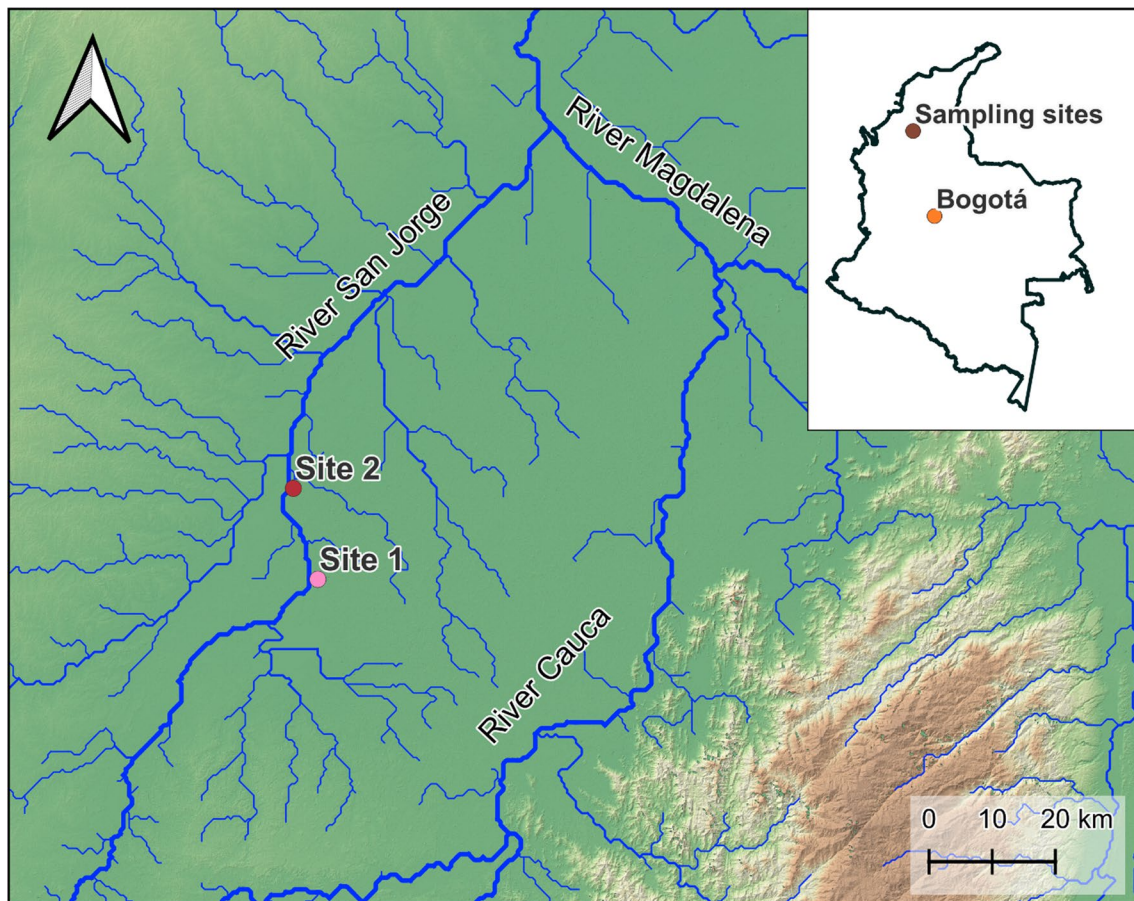 Sampling sites
Bogotá
River Magdalena
River San Jorge
Site 2
Site 1
River Cauca
0 10 20 km